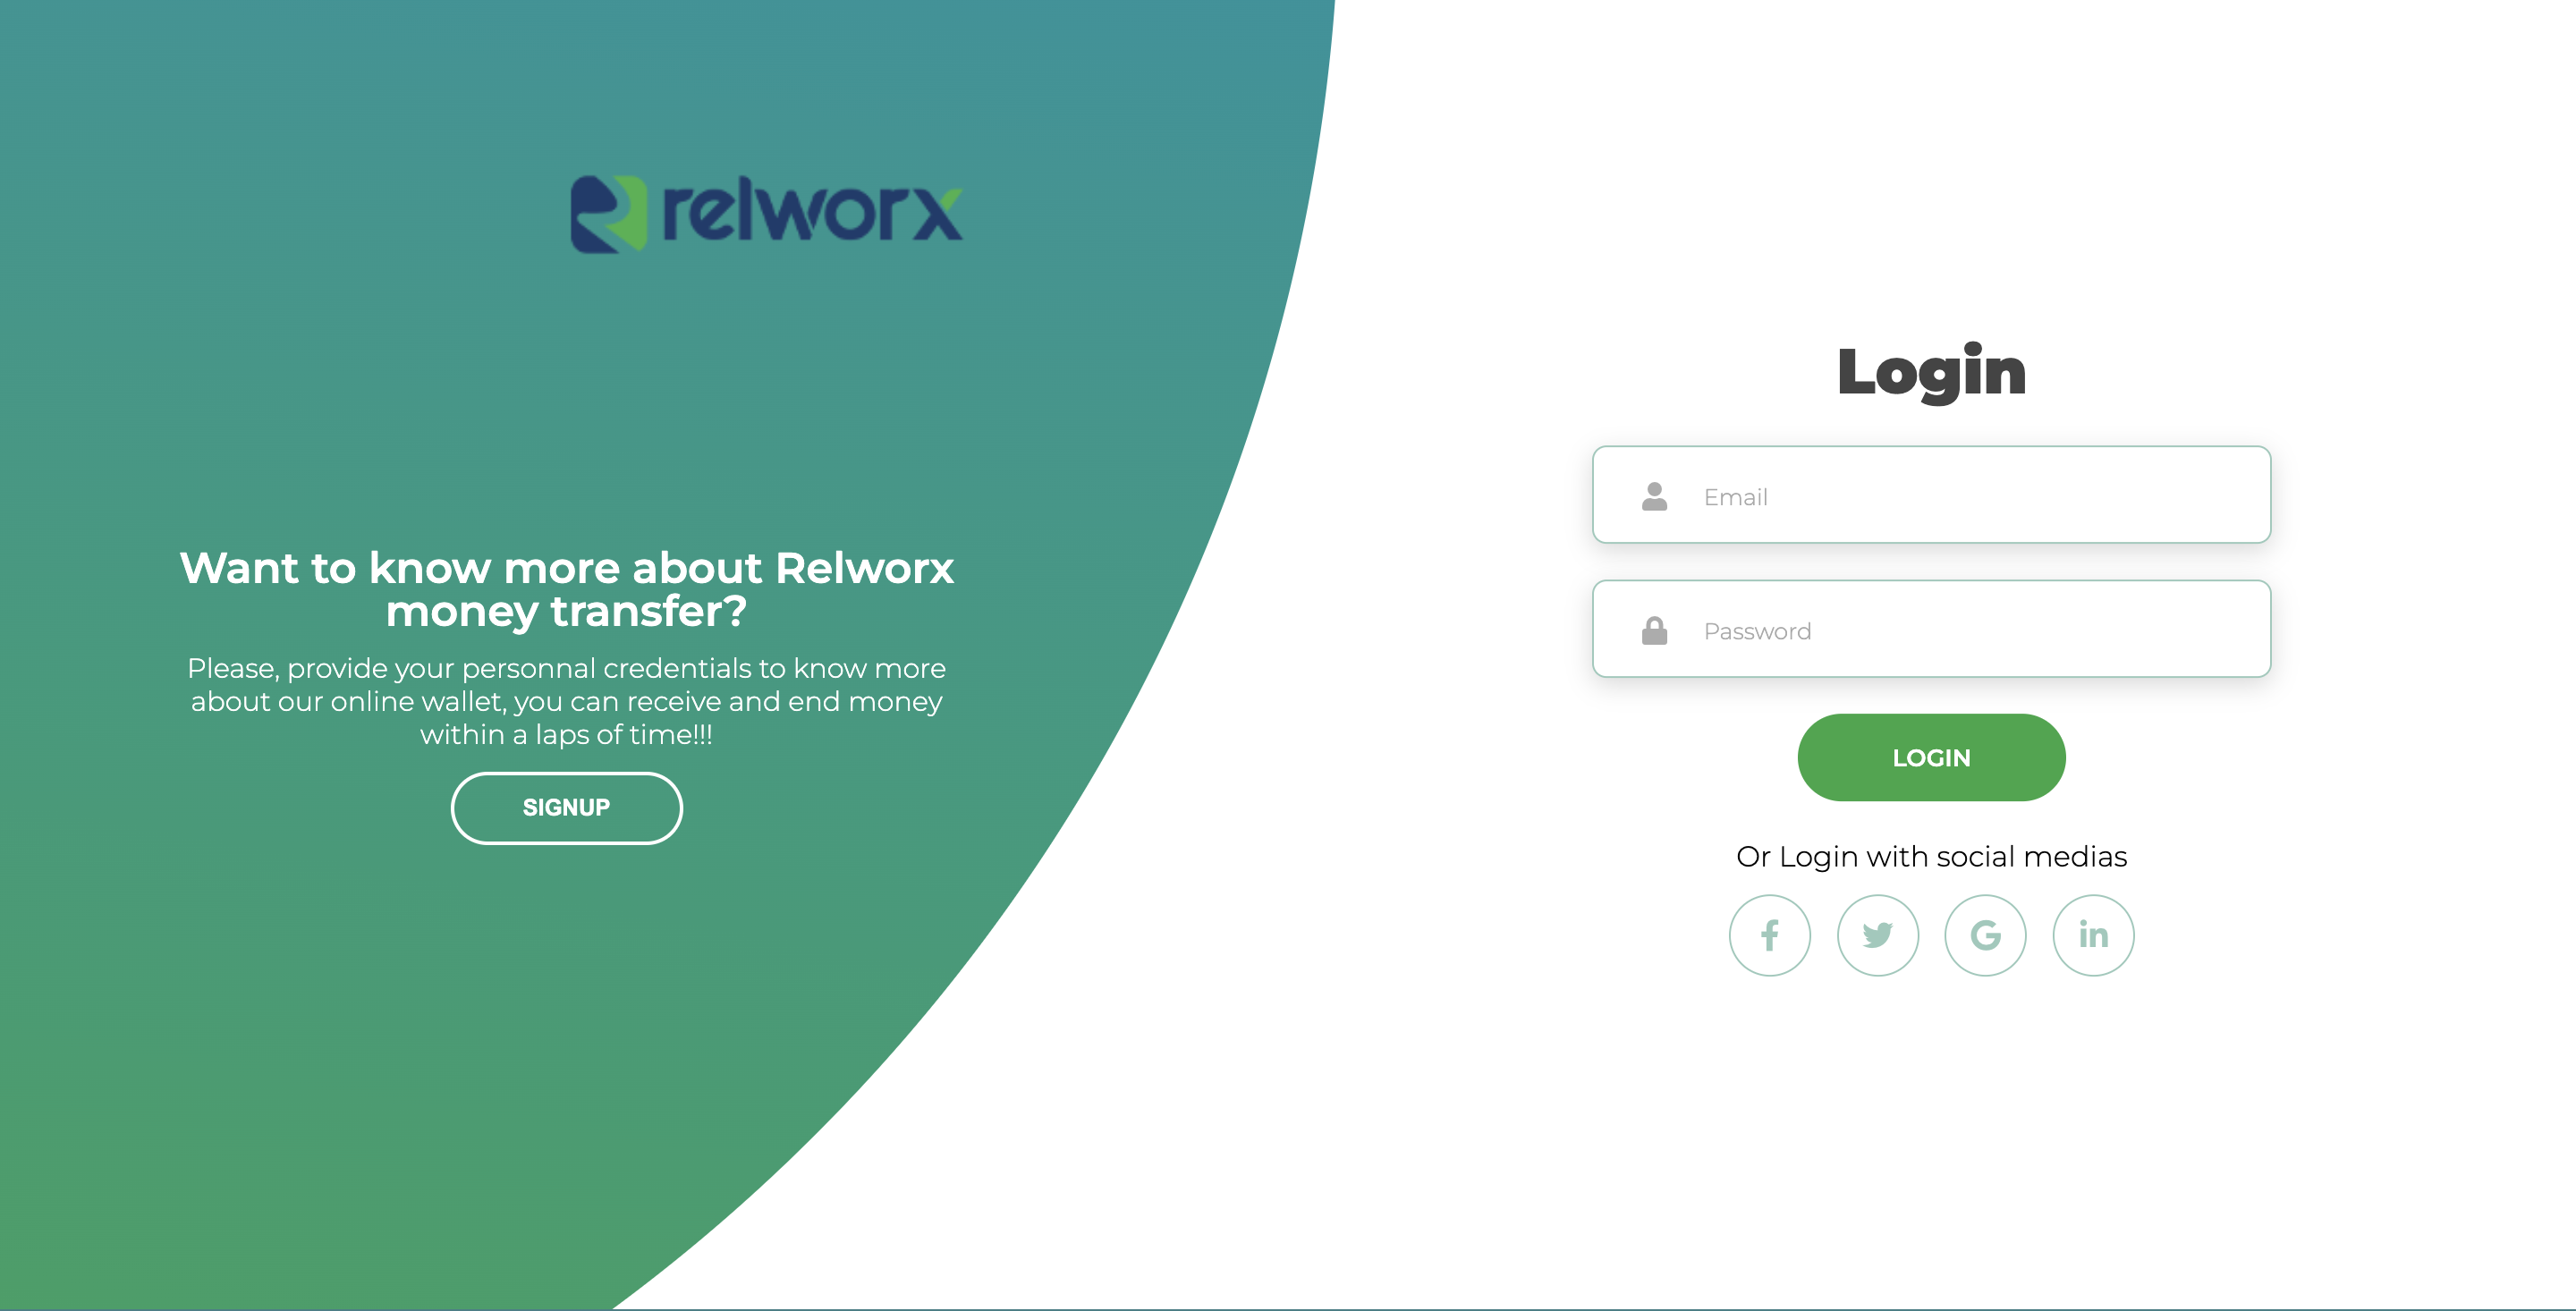 relworx
Want to know more about Relworx
money transfer?
Please, provide your personnal credentials to know more
about our online wallet, you can receive and end money
within a laps of time!!!
SIGNUP
Login
Email
Password
LOGIN
Or Login with social medias